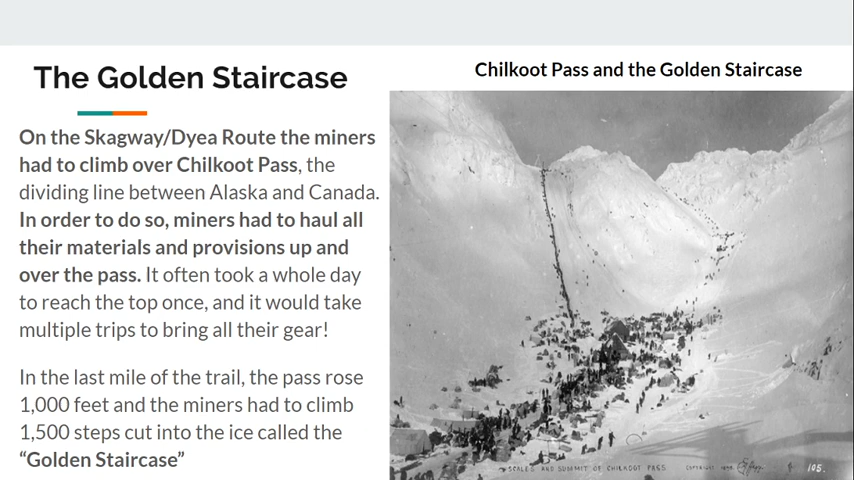 The Golden Staircase
On the Skagway/Dyea Route the miners
had to climb over Chilkoot Pass, the
dividing line between Alaska and Canada.
In order to do so, miners had to haul all
their materials and provisions up and
over the pass. It often took a whole day
to reach the top once, and it would take
multiple trips to bring all their gear!
In the last mile of the trail, the pass rose
1,000 feet and the miners had to climb
1,500 steps cut into the ice called the
“Golden Staircase”
Chilkoot Pass and the Golden Staircase
SCALES AND SUMMIT OF CHILKOOT PASS COPYRIGHT 105.